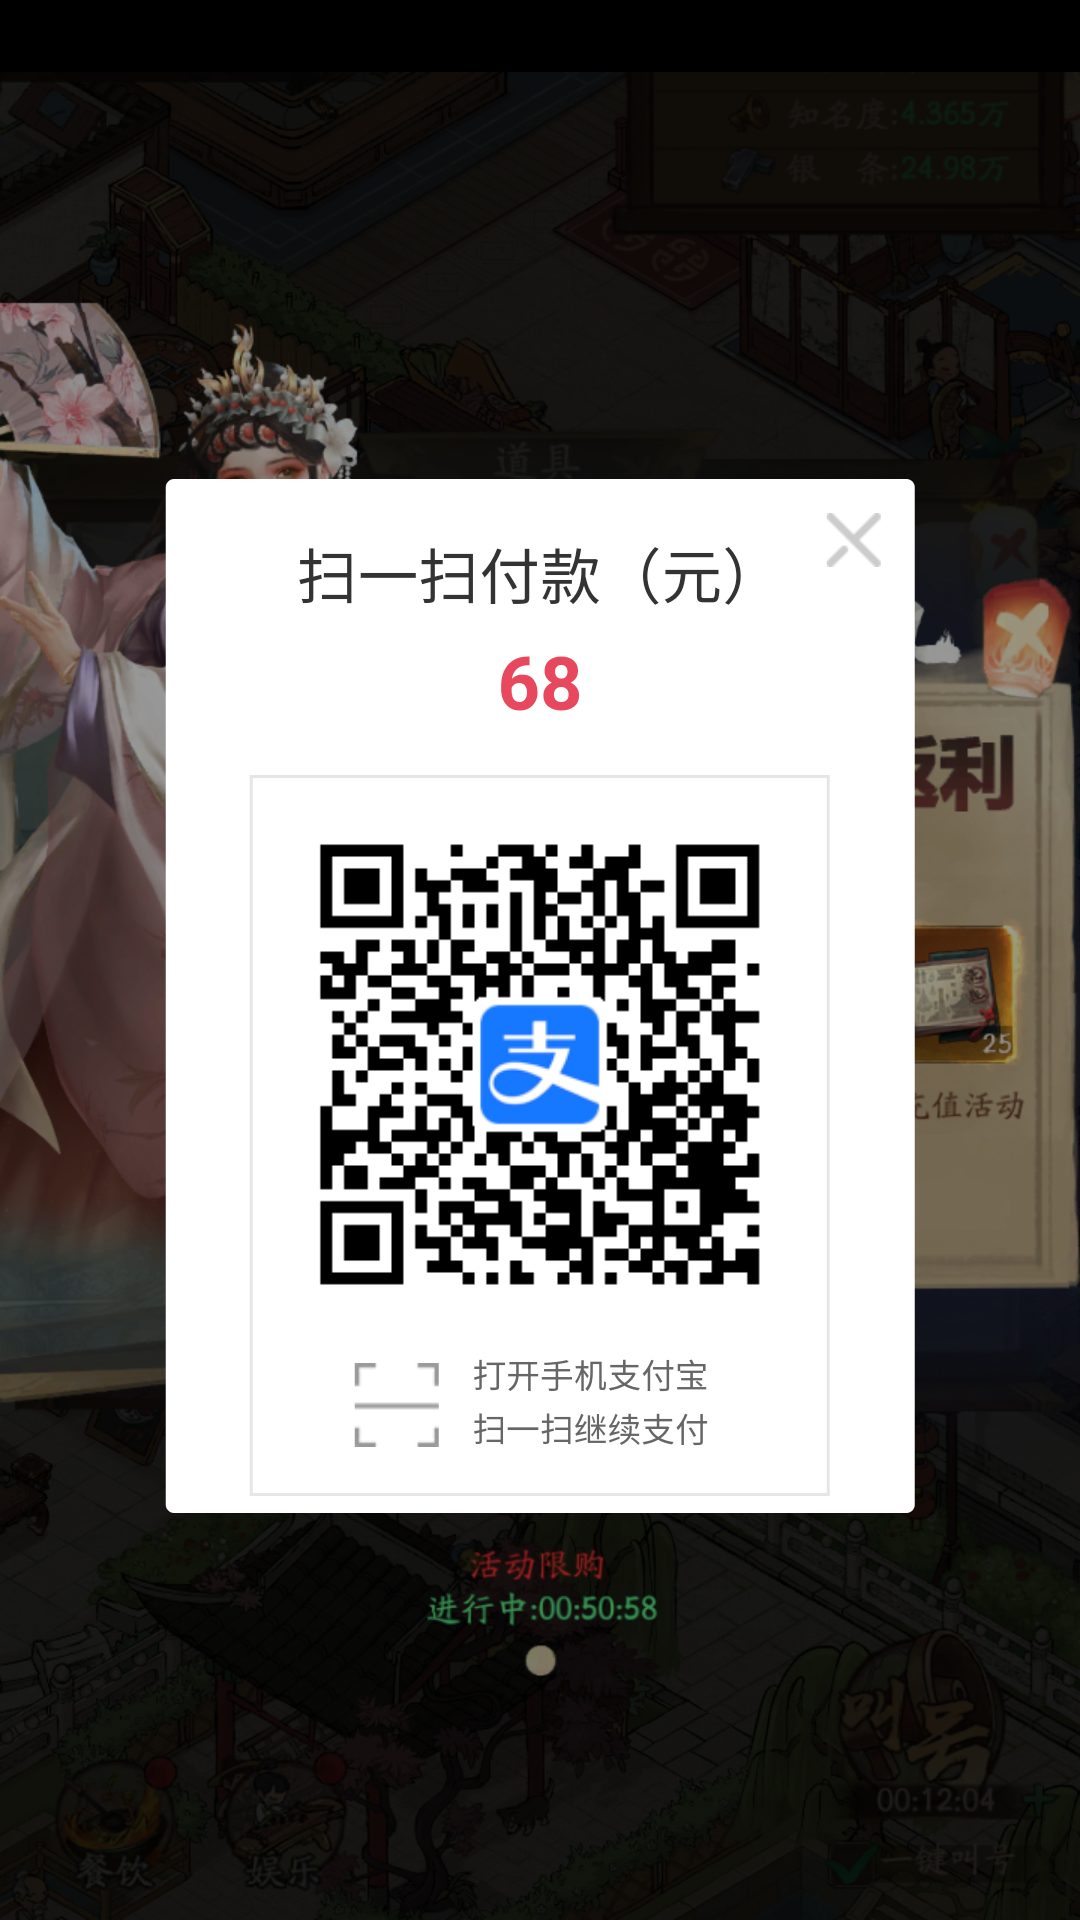 知名度:4.365万
银 条:24.98万
道具
扫一扫付款（元）
68
返利
支
25
充值活动
打开手机支付宝
扫一扫继续支付
活动限购
进行中:00:50:58
叫号
00:12:04
餐饮
娱乐
一键叫号